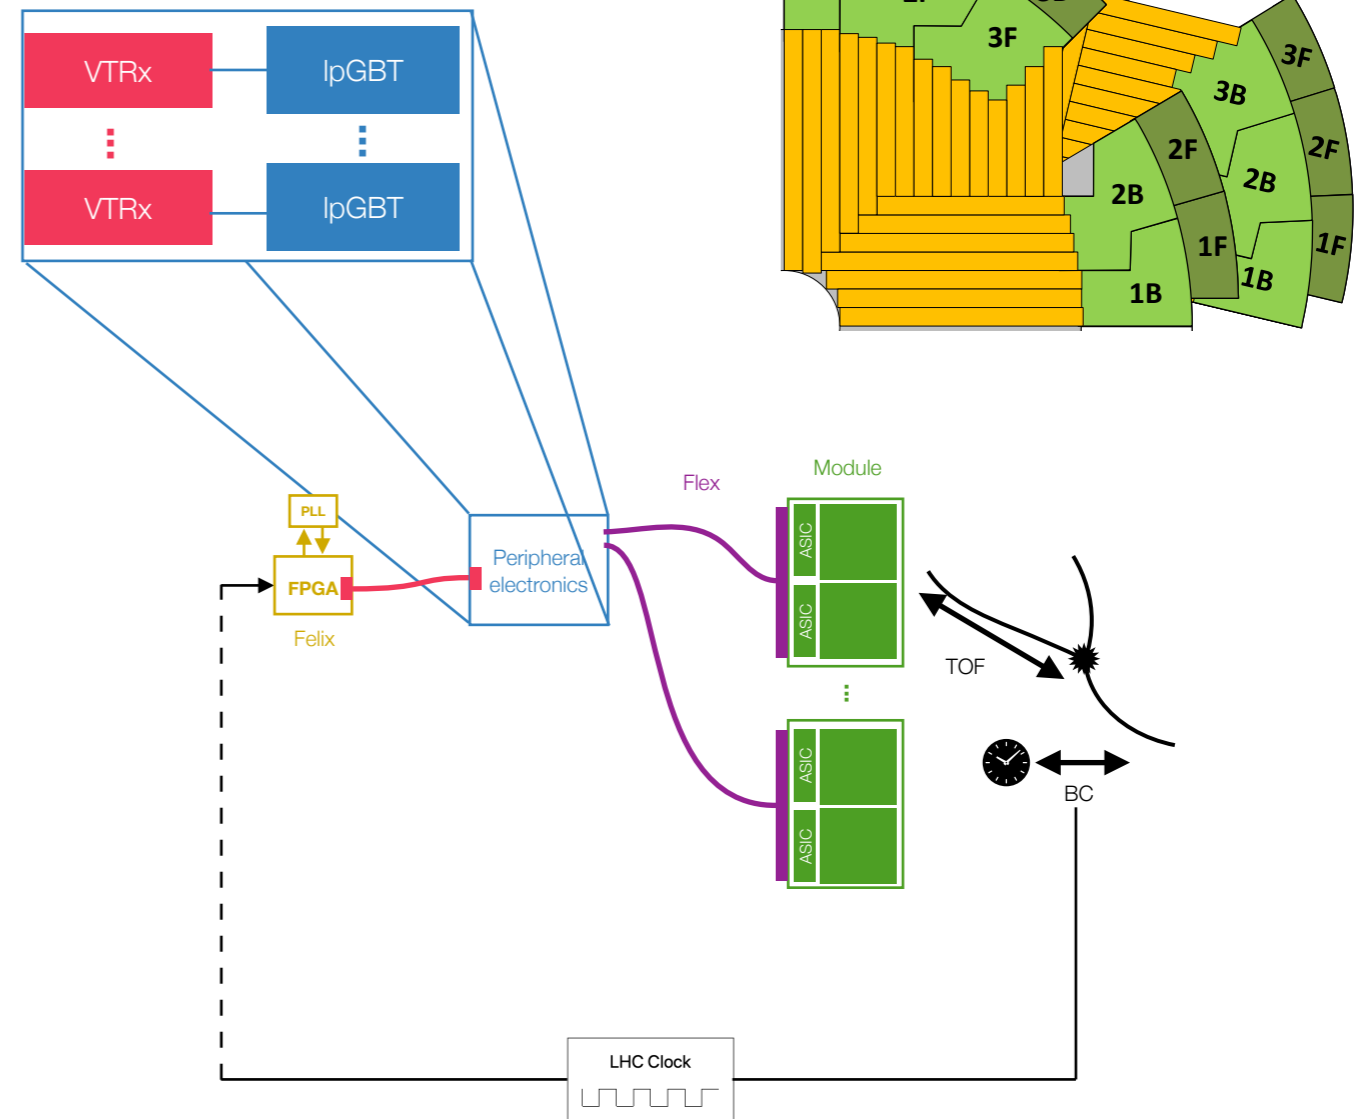 VTRx
lpGBT
VTRx
lpGBT
3F
3F
3B
2F
2F
2B
2B
1F
1F
1B
1B
Module
Flex
PLL
ASIC
Peripheral
electronics
FPGA
ASIC
Felix
TOF
ASIC
BC
ASIC
LHC Clock